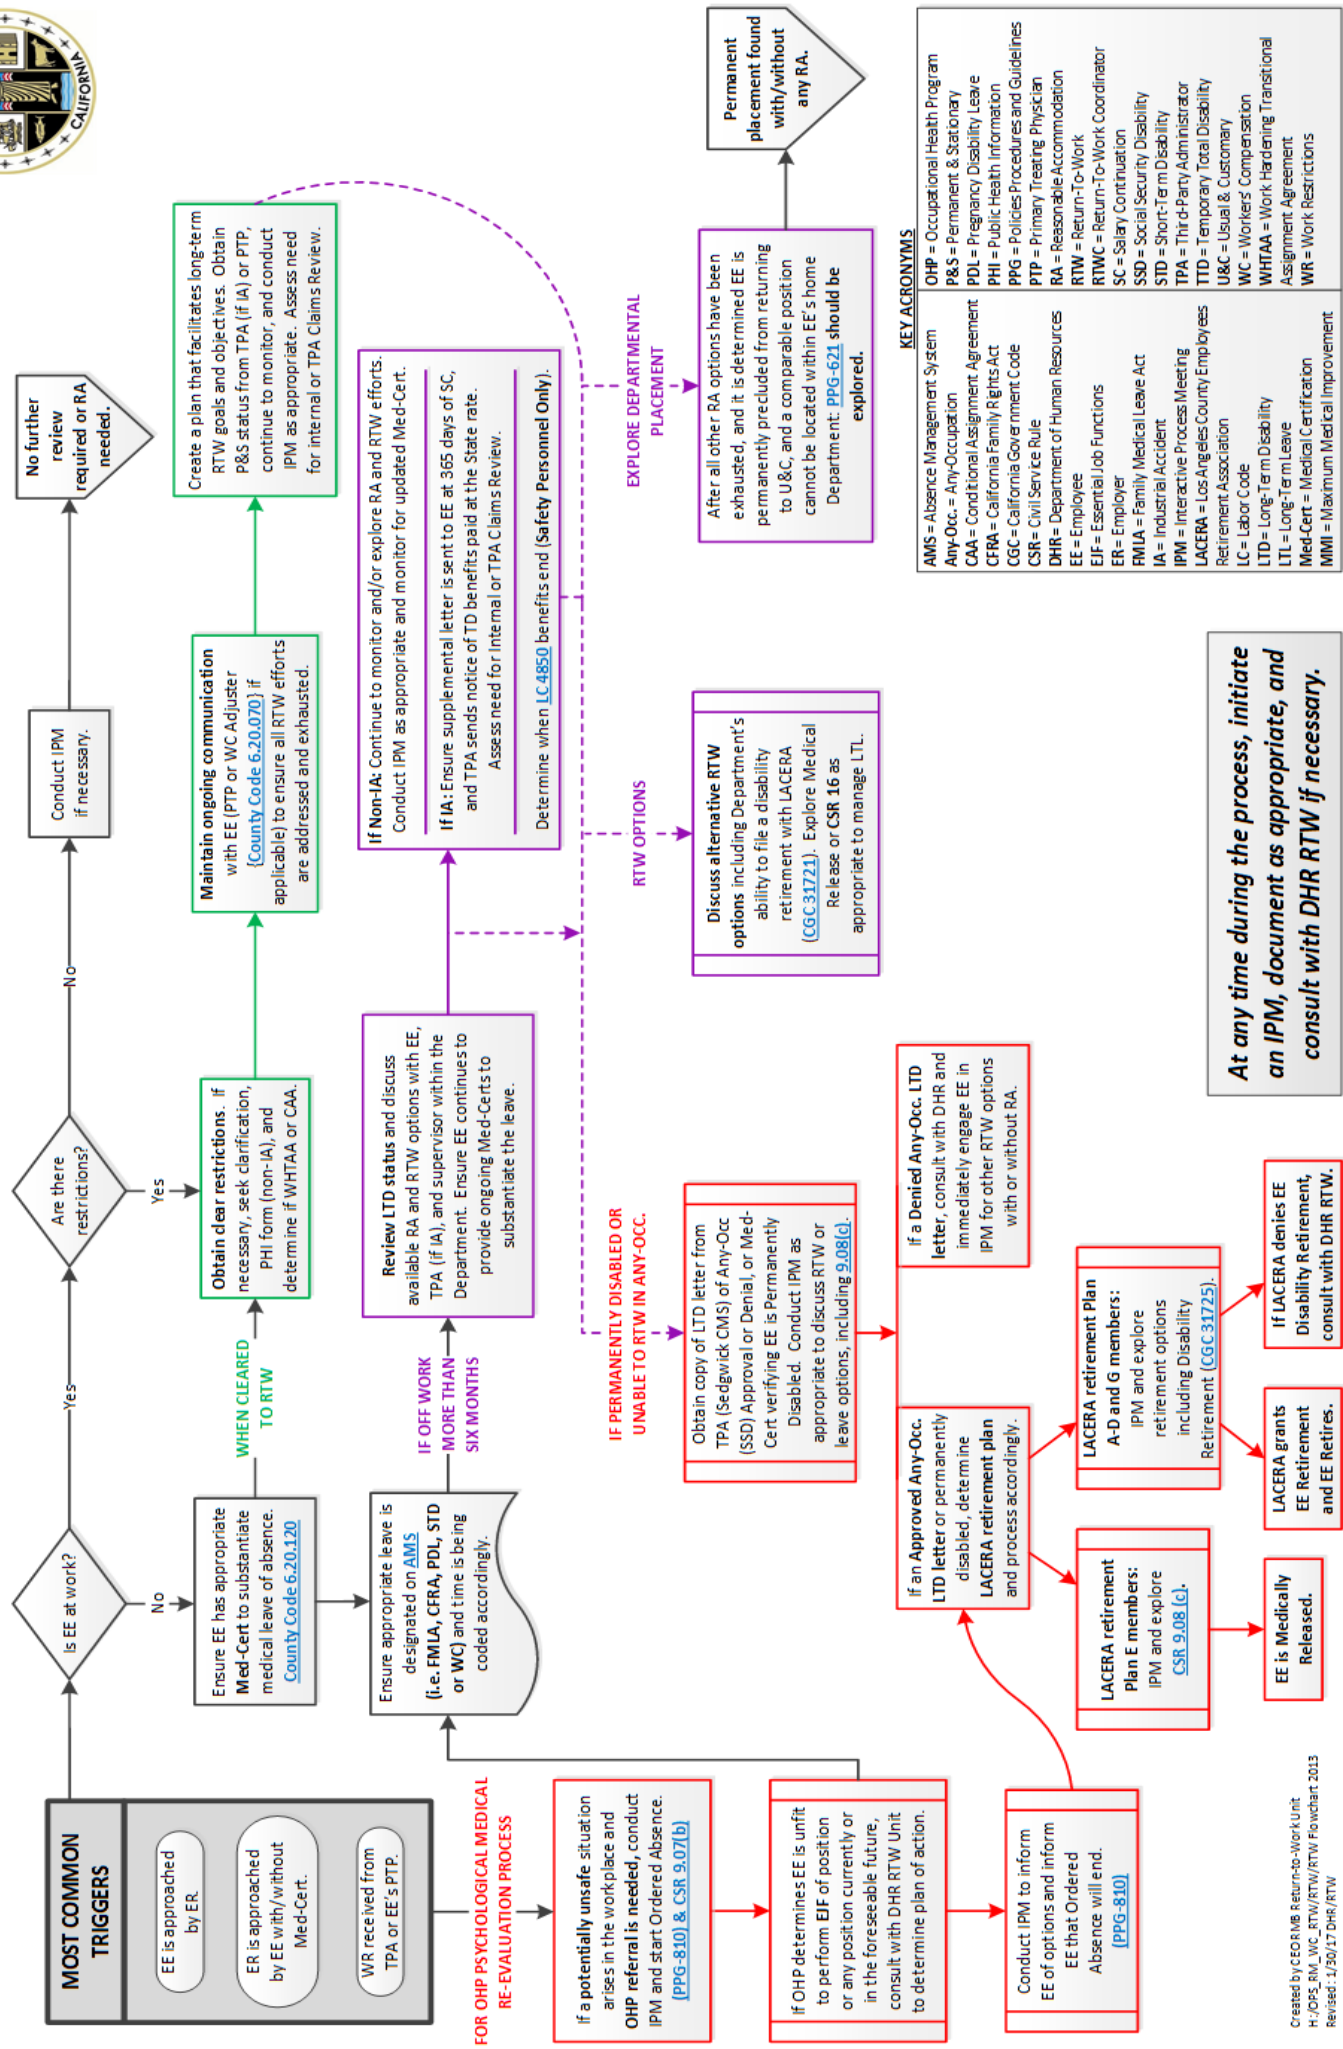 CALIFORNIA
MOST COMMON
TRIGGERS
EE is approached
by ER.
ER is approached
by EE with/without
Med-Cert.
WR received from
TPA or EE's PTP.
Is EE at work?
Yes
No
Are there
restrictions?
No
Yes
Conduct IPM
if necessary.
No further
review
required or RA
needed.
Ensure EE has appropriate
Med-Cert to substantiate
medical leave of absence.
County Code 6.20.120
WHEN CLEARED
TO RTW
Obtain clear restrictions. If
necessary, seek clarification,
PHI form (non-IA), and
determine if WHTAA or CAA.
Maintain ongoing communication
with EE (PTP or WC Adjuster
{County Code 6.20.070} if
applicable) to ensure all RTW efforts
are addressed and exhausted.
Create a plan that facilitates long-term
RTW goals and objectives. Obtain
P&S status from TPA (if IA) or PTP,
continue to monitor, and conduct
IPM as appropriate. Assess need
for internal or TPA Claims Review.
Ensure appropriate leave is
designated on AMS
(i.e. FMLA, CFRA, PDL, STD
or WC) and time is being
coded accordingly.
IF OFF WORK
MORE THAN
SIX MONTHS
Review LTD status and discuss
available RA and RTW options with EE,
TPA (if IA), and supervisor within the
Department. Ensure EE continues to
provide ongoing Med-Certs to
substantiate the leave.
If Non-IA: Continue to monitor and/or explore RA and RTW efforts.
Conduct IPM as appropriate and monitor for updated Med-Cert.
If IA: Ensure supplemental letter is sent to EE at 365 days of SC,
and TPA sends notice of TD benefits paid at the State rate.
Assess need for Internal or TPA Claims Review.
Determine when LC 4850 benefits end (Safety Personnel Only).
FOR OHP PSYCHOLOGICAL MEDICAL
RE-EVALUATION PROCESS
If a potentially unsafe situation
arises in the workplace and
OHP referral is needed, conduct
IPM and start Ordered Absence.
(PPG-810) & CSR 9.07(b)
If OHP determines EE is unfit
to perform EJF of position
or any position currently or
in the foreseeable future,
consult with DHR RTW Unit
to determine plan of action.
Conduct IPM to inform
EE of options and inform
EE that Ordered
Absence will end.
(PPG-810)
IF PERMANENTLY DISABLED OR
UNABLE TO RTW IN ANY-OCC.
Obtain copy of LTD letter from
TPA (Sedgwick CMS) of Any-Occ
(SSD) Approval or Denial, or Med-
Cert verifying EE is Permanently
Disabled. Conduct IPM as
appropriate to discuss RTW or
leave options, including 9.08(c).
RTW OPTIONS
Discuss alternative RTW
options including Department's
ability to file a disability
retirement with LACERA
(CGC 31721). Explore Medical
Release or CSR 16 as
appropriate to manage LTL.
EXPLORE DEPARTMENTAL
PLACEMENT
After all other RA options have been
exhausted, and it is determined EE is
permanently precluded from returning
to U&C, and a comparable position
cannot be located within EE's home
Department: PPG-621 should be
explored.
Permanent
placement found
with/without
any RA.
If an Approved Any-Occ.
LTD letter or permanently
disabled, determine
LACERA retirement plan
and process accordingly.
If a Denied Any-Occ. LTD
letter, consult with DHR and
immediately engage EE in
IPM for other RTW options
with or without RA.
LACERA retirement
Plan E members:
IPM and explore
CSR 9.08 (c).
LACERA retirement Plan
A-D and G members:
IPM and explore
retirement options
including Disability
Retirement (CGC 31725).
EE is Medically
Released.
LACERA grants
EE Retirement
and EE Retires.
If LACERA denies EE
Disability Retirement,
consult with DHR RTW.
At any time during the process, initiate
an IPM, document as appropriate, and
consult with DHR RTW if necessary.
KEY ACRONYMS
AMS = Absence Management System
Any-Occ. = Any-Occupation
CAA = Conditional Assignment Agreement
CFRA = California Family Rights Act
CGC = California Government Code
CSR = Civil Service Rule
DHR = Department of Human Resources
EE = Employee
EJF = Essential Job Functions
ER = Employer
FMLA = Family Medical Leave Act
IA = Industrial Accident
IPM = Interactive Process Meeting
LACERA = Los Angeles County Employees
Retirement Association
LC = Labor Code
LTD = Long-Term Disability
LTL = Long-Term Leave
Med-Cert = Medical Certification
MMI = Maximum Medical Improvement
OHP = Occupational Health Program
P&S = Permanent & Stationary
PDL = Pregnancy Disability Leave
PHI = Public Health Information
PPG = Policies Procedures and Guidelines
PTP = Primary Treating Physician
RA = Reasonable Accommodation
RTW = Return-To-Work
RTWC = Return-To-Work Coordinator
SC = Salary Continuation
SSD = Social Security Disability
STD = Short-Term Disability
TPA = Third-Party Administrator
TTD = Temporary Total Disability
U&C = Usual & Customary
WC = Workers' Compensation
WHTAA = Work Hardening Transitional
Assignment Agreement
WR = Work Restrictions
Created by CEO RMB Return-to-Work Unit
H:/OPS_RM_WC_RTW/RTW/RTW Flowchart 2013
Revised: 1/30/17 DHR/RTW